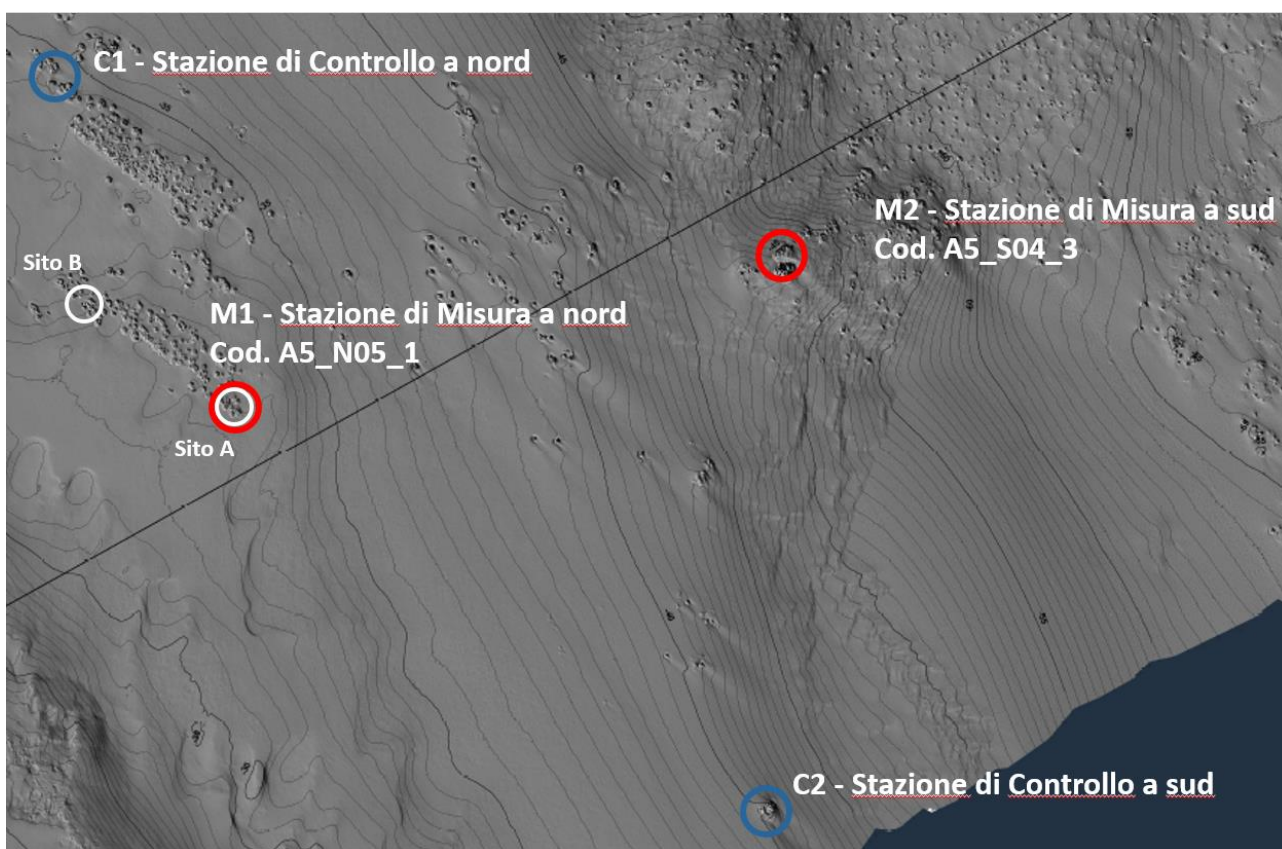 C1 - Stazione di Controllo a nord
M2 - Stazione di Misura a sud
Cod. A5_S04_3
Sito B
M1 - Stazione di Misura a nord
Cod. A5_N05_1
Sito A
C2 - Stazione di Controllo a sud